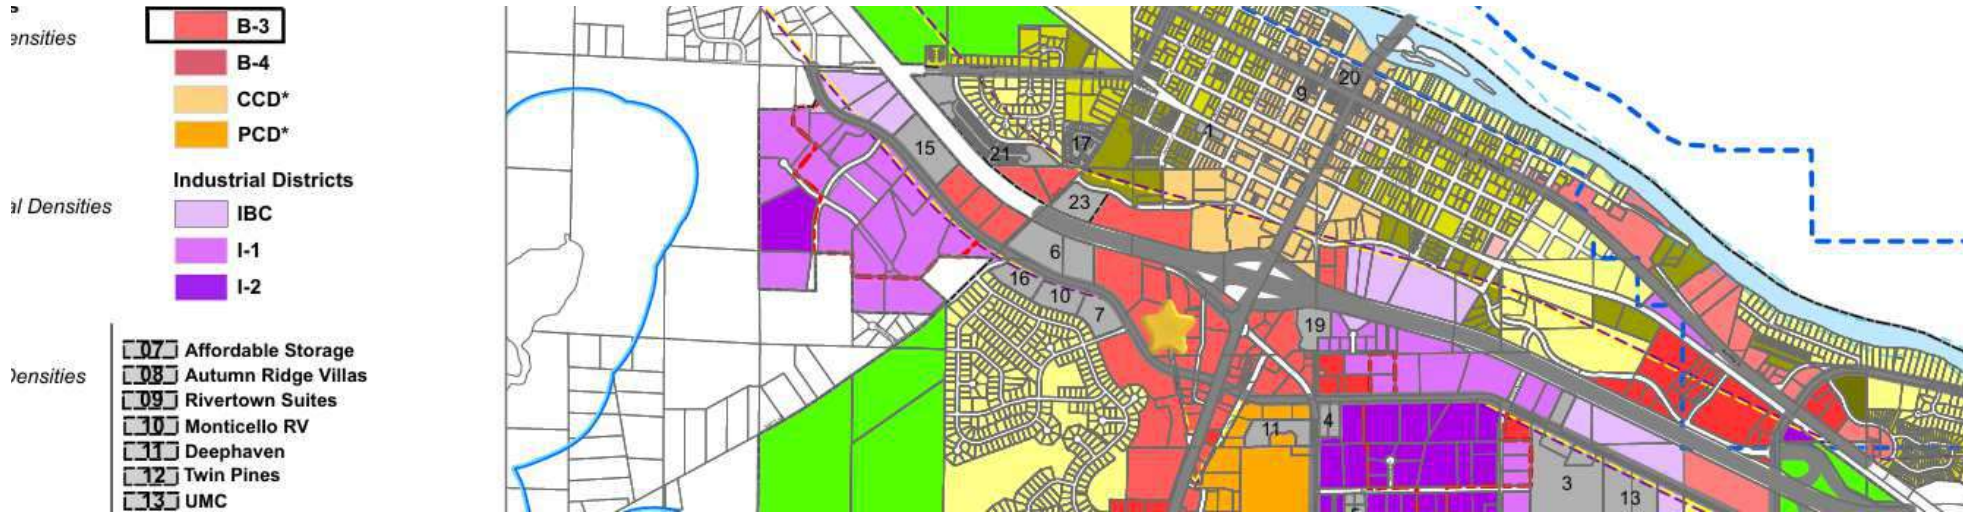 ensities
B-3
B-4
CCD*
PCD*
Industrial Districts
al Densities
IBC
I-1
I-2
Densities
07 Affordable Storage
08 Autumn Ridge Villas
09 Rivertown Suites
10 Monticello RV
11 Deephaven
12 Twin Pines
13 UMC
20
9
1
17
15
21
23
6
16
10
7
19
4
11
3
13